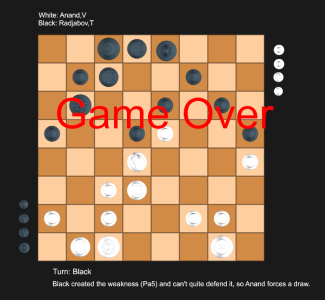 White: Anand,V
Black: Radjabov,T
Game Over
Turn: Black
Black created the weakness (Pa5) and can't quite defend it, so Anand forces a draw.